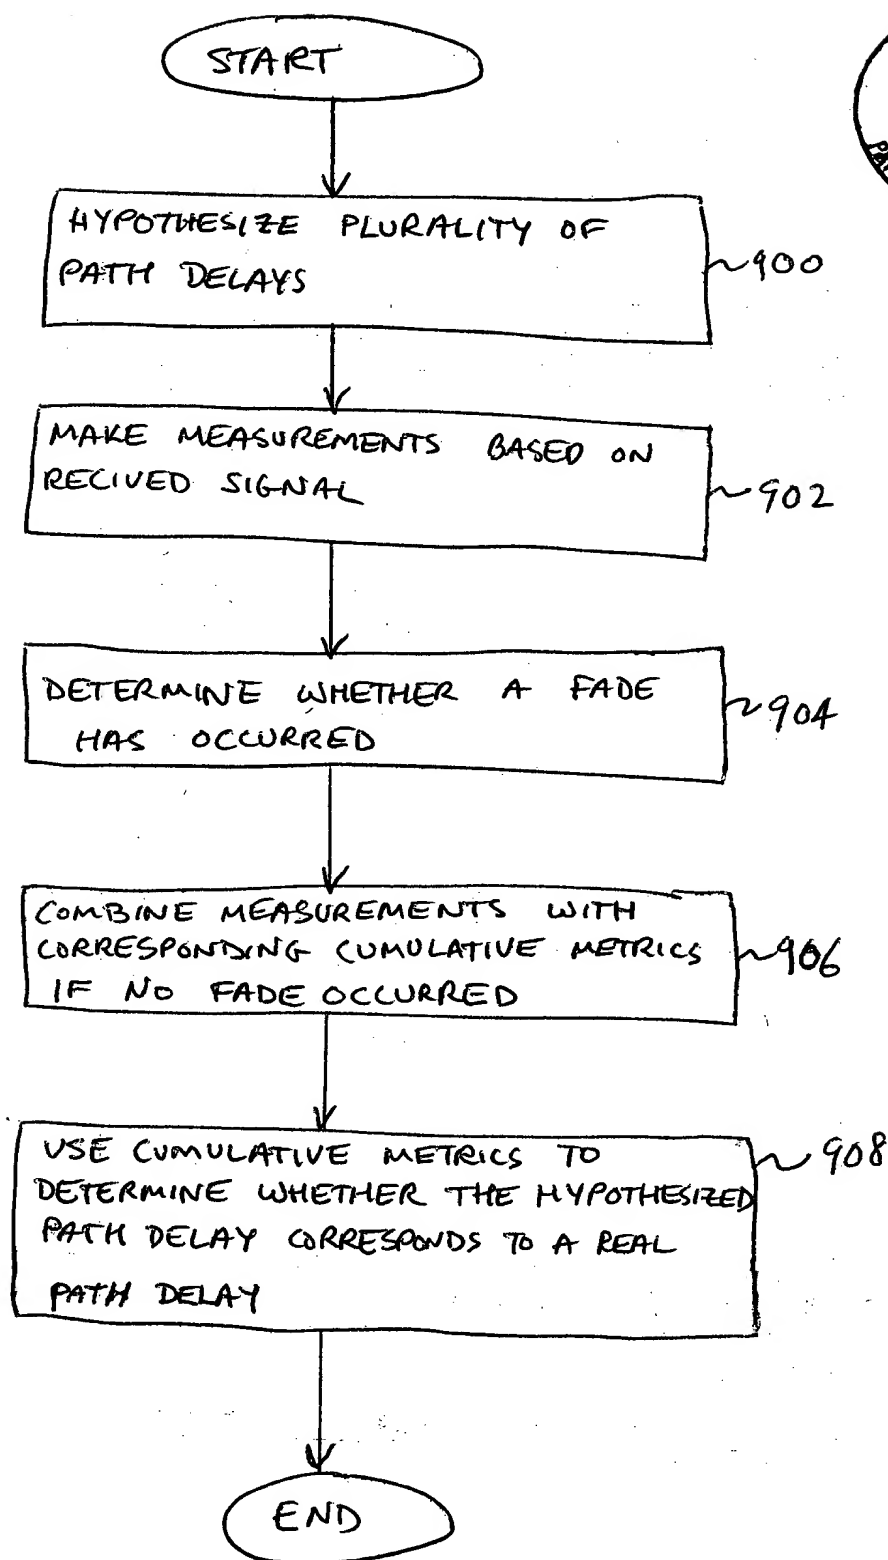 START
HYPOTHESIZE PLURALITY OF
PATH DELAYS
900
MAKE MEASUREMENTS BASED ON
RECIVED SIGNAL
902
DETERMINE WHETHER A FADE
HAS OCCURRED
904
COMBINE MEASUREMENTS WITH
CORRESPONDING CUMULATIVE METRICS
IF NO FADE OCCURRED
906
USE CUMULATIVE METRICS TO
DETERMINE WHETHER THE HYPOTHESIZED
PATH DELAY CORRESPONDS TO A REAL
PATH DELAY
908
END